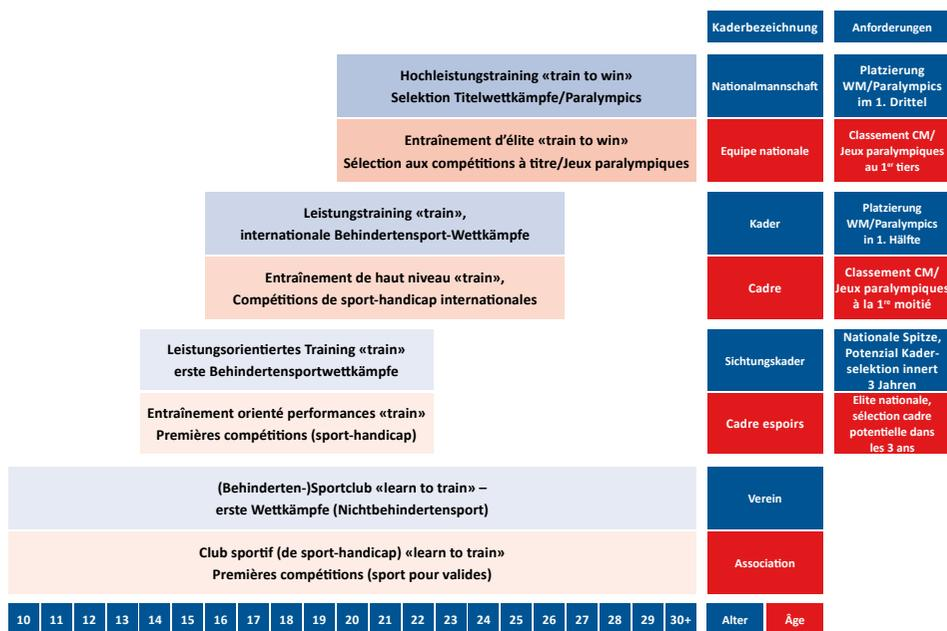 Kaderbezeichnung
Anforderungen
Hochleistungstraining «train to win»
Selektion Titelwettkämpfe/Paralympics
Nationalmannschaft
Platzierung
WM/Paralympics
im 1. Drittel
Entraînement d’élite «train to win»
Sélection aux compétitions à titre/Jeux paralympiques
Equipe nationale
Classement CM/
Jeux paralympiques
au 1er tiers
Leistungstraining «train»,
internationale Behindertensport-Wettkämpfe
Kader
Platzierung
WM/Paralympics
in 1. Hälfte
Entraînement de haut niveau «train»,
Compétitions de sport-handicap internationales
Cadre
Classement CM/
Jeux paralympiques
à la 1re moitié
Leistungsorientiertes Training «train»
erste Behindertensportwettkämpfe
Sichtungskader
Nationale Spitze,
Potenzial Kader-
selektion innert
3 Jahren
Entraînement orienté performances «train»
Premières compétitions (sport-handicap)
Cadre espoirs
Elite nationale,
sélection cadre
potentielle dans
les 3 ans
(Behinderten-)Sportclub «learn to train» –
erste Wettkämpfe (Nichtbehindertensport)
Verein
Club sportif (de sport-handicap) «learn to train»
Premières compétitions (sport pour valides)
Association
10 11 12 13 14 15 16 17 18 19 20 21 22 23 24 25 26 27 28 29 30+ Alter Âge